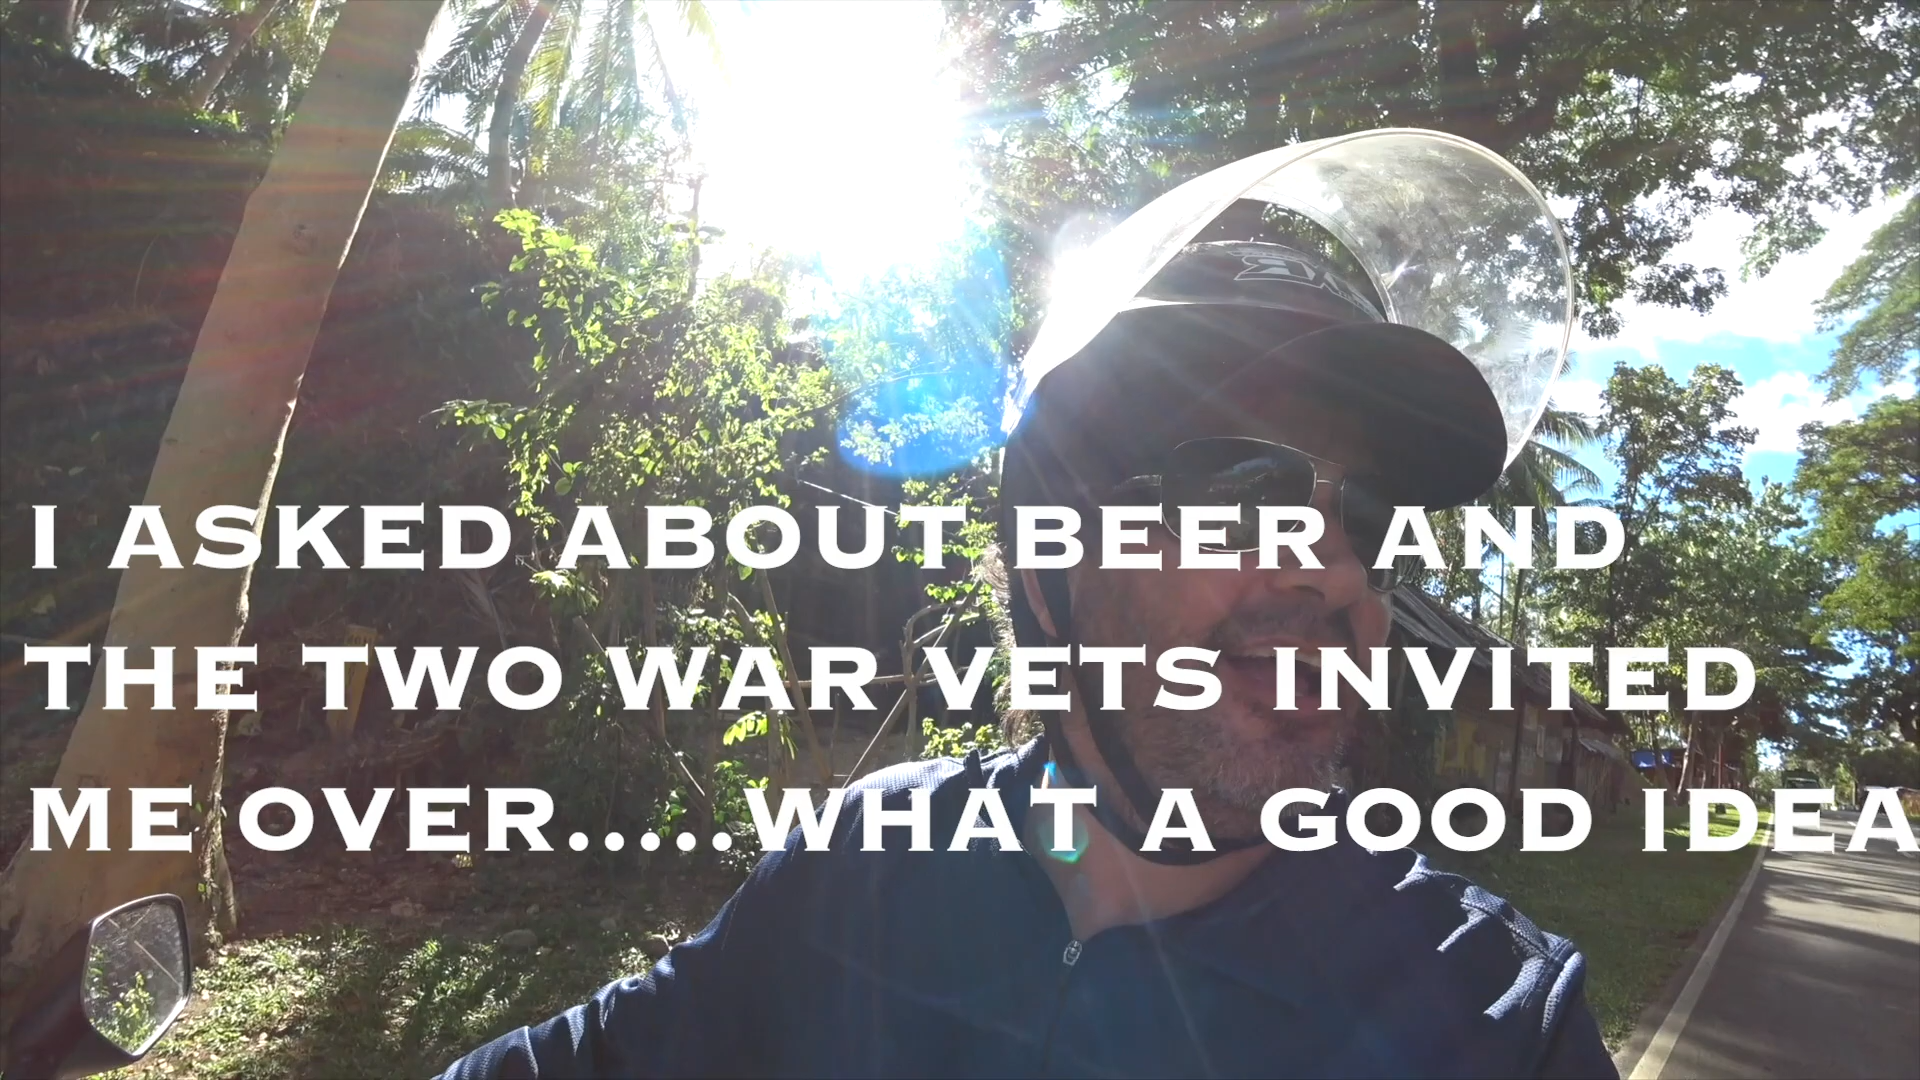 I ASKED ABOUT BEER AND
THE TWO WAR VETS INVITED
ME OVER.....WHAT A GOOD IDEA